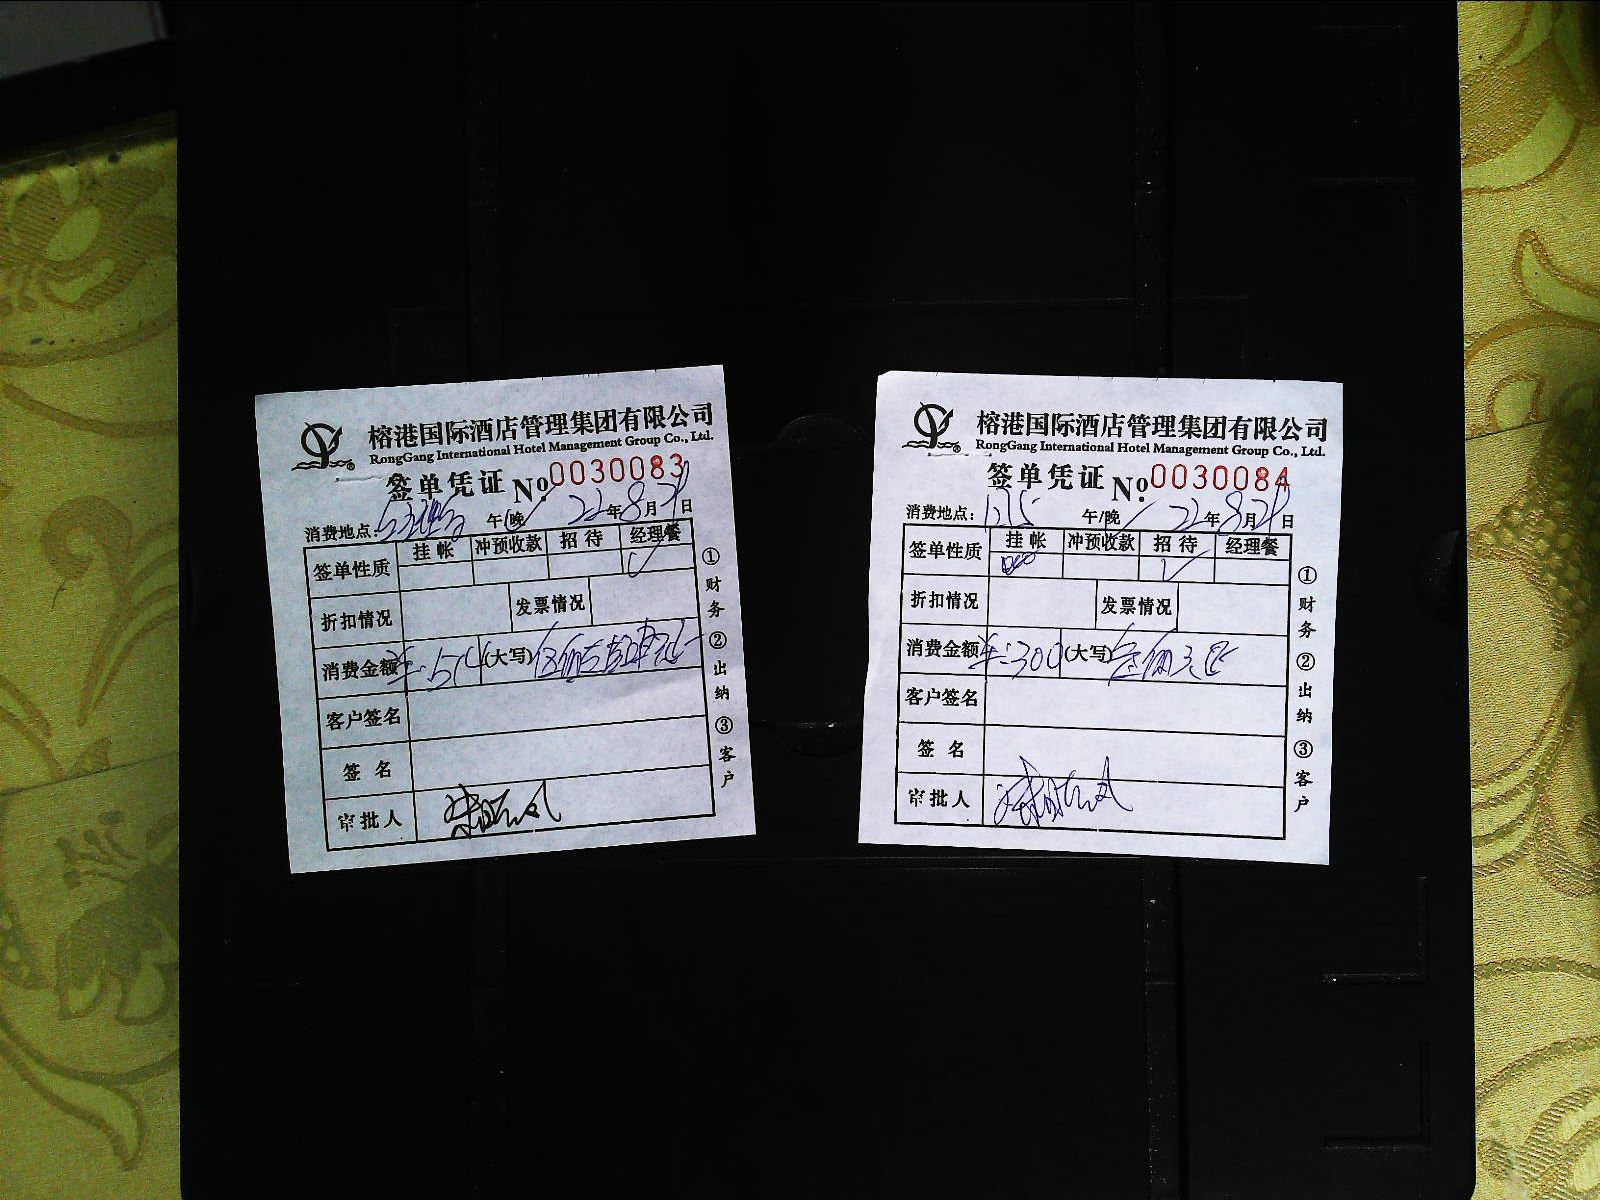 榕港国际酒店管理集团有限公司
RongGang International Hotel Management Group Co., Ltd.
签单凭证 №.0030083
消费地点: 午/晚 22年8月 日
签单性质 挂帐 冲预收款 招待 经理餐
折扣情况 发票情况
消费金额 (大写)
客户签名
签名
审批人
①财务 ②出纳 ③客户
榕港国际酒店管理集团有限公司
RongGang International Hotel Management Group Co., Ltd.
签单凭证 №.0030084
消费地点: 午/晚 22年8月 日
签单性质 挂帐 冲预收款 招待 经理餐
折扣情况 发票情况
消费金额 ¥:300 (大写)
客户签名
签名
审批人
①财务 ②出纳 ③客户